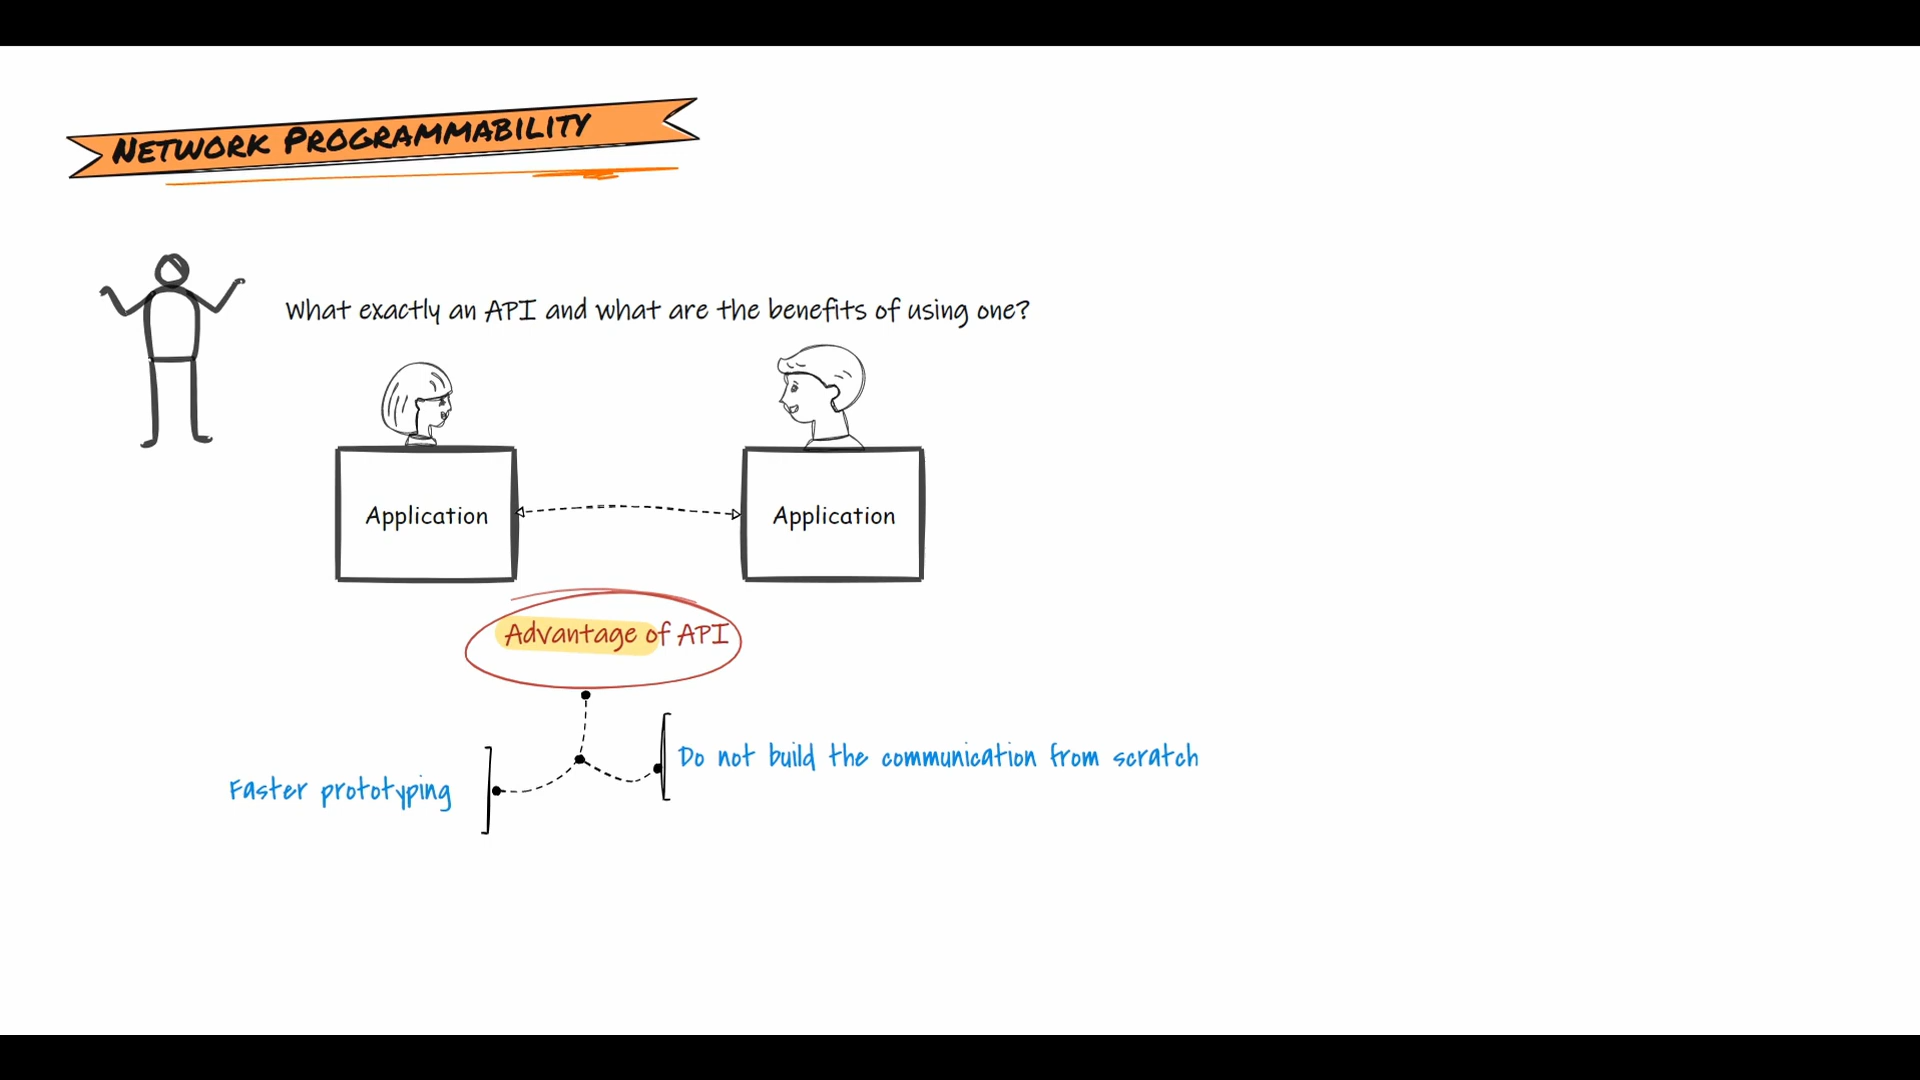 NETWORK PROGRAMMABILITY
What exactly an API and what are the benefits of using one?
Application
Application
Advantage of API
Do not build the communication from scratch
Faster prototyping